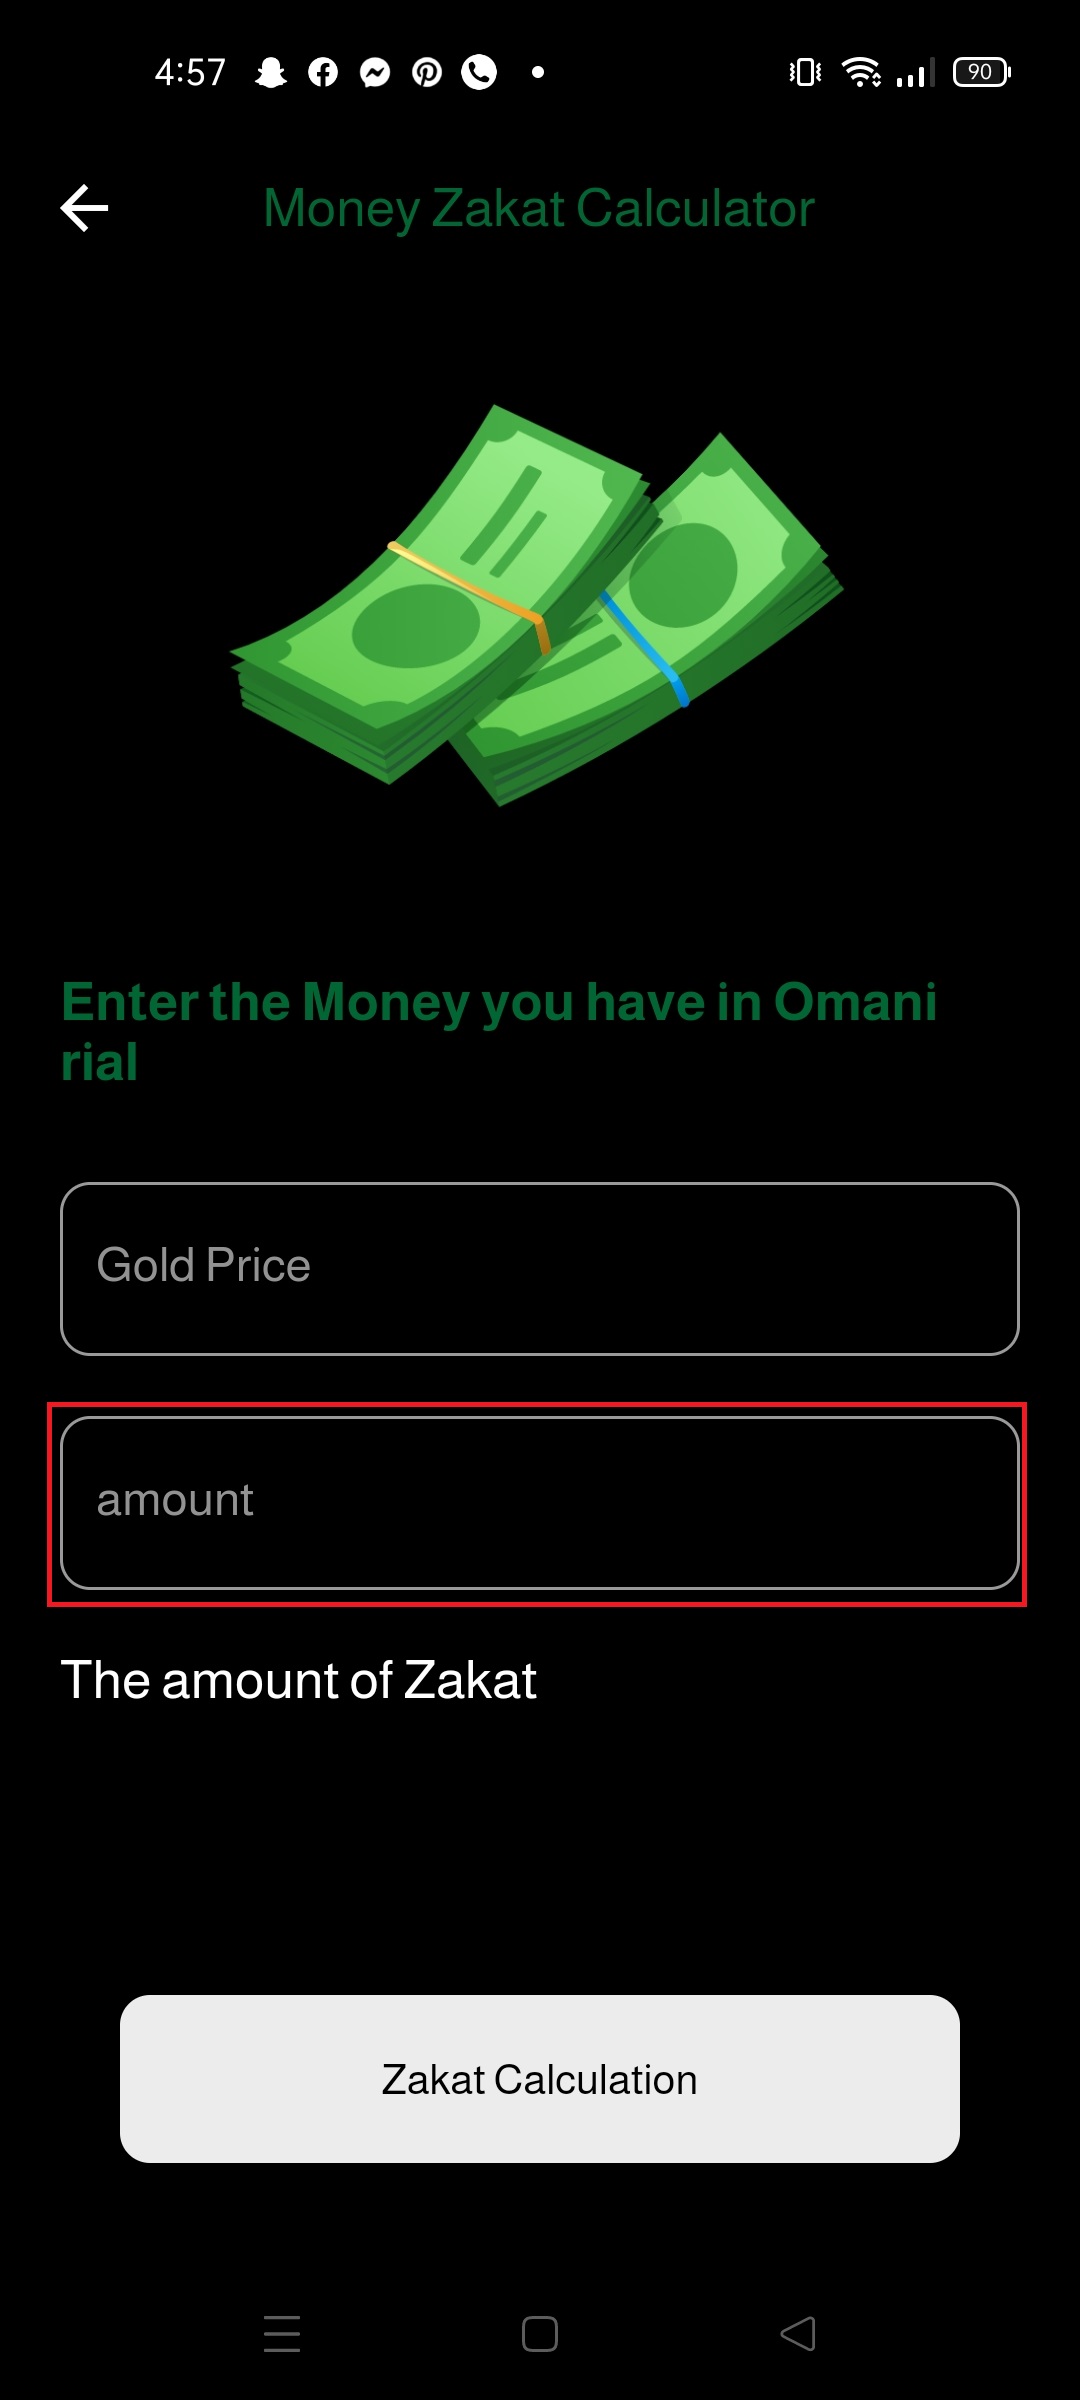 4:57
90
Money Zakat Calculator
Enter the Money you have in Omani
rial
Gold Price
amount
The amount of Zakat
Zakat Calculation